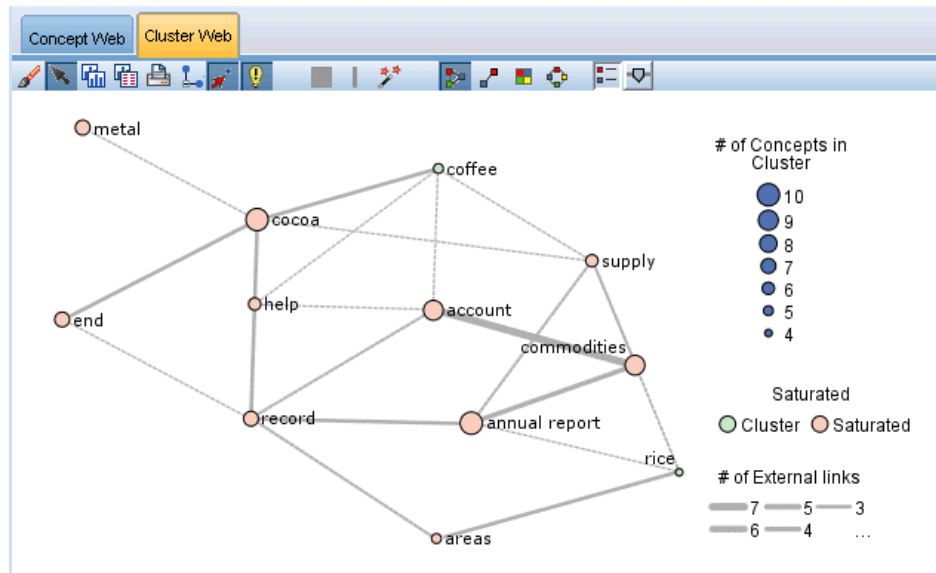 Concept Web
Cluster Web
metal
coffee
cocoa
supply
help
end
account
commodities
record
annual report
rice
areas
# of Concepts in
Cluster
10
9
8
7
6
5
4
Saturated
Cluster Saturated
# of External links
7 5 3
6 4 ...